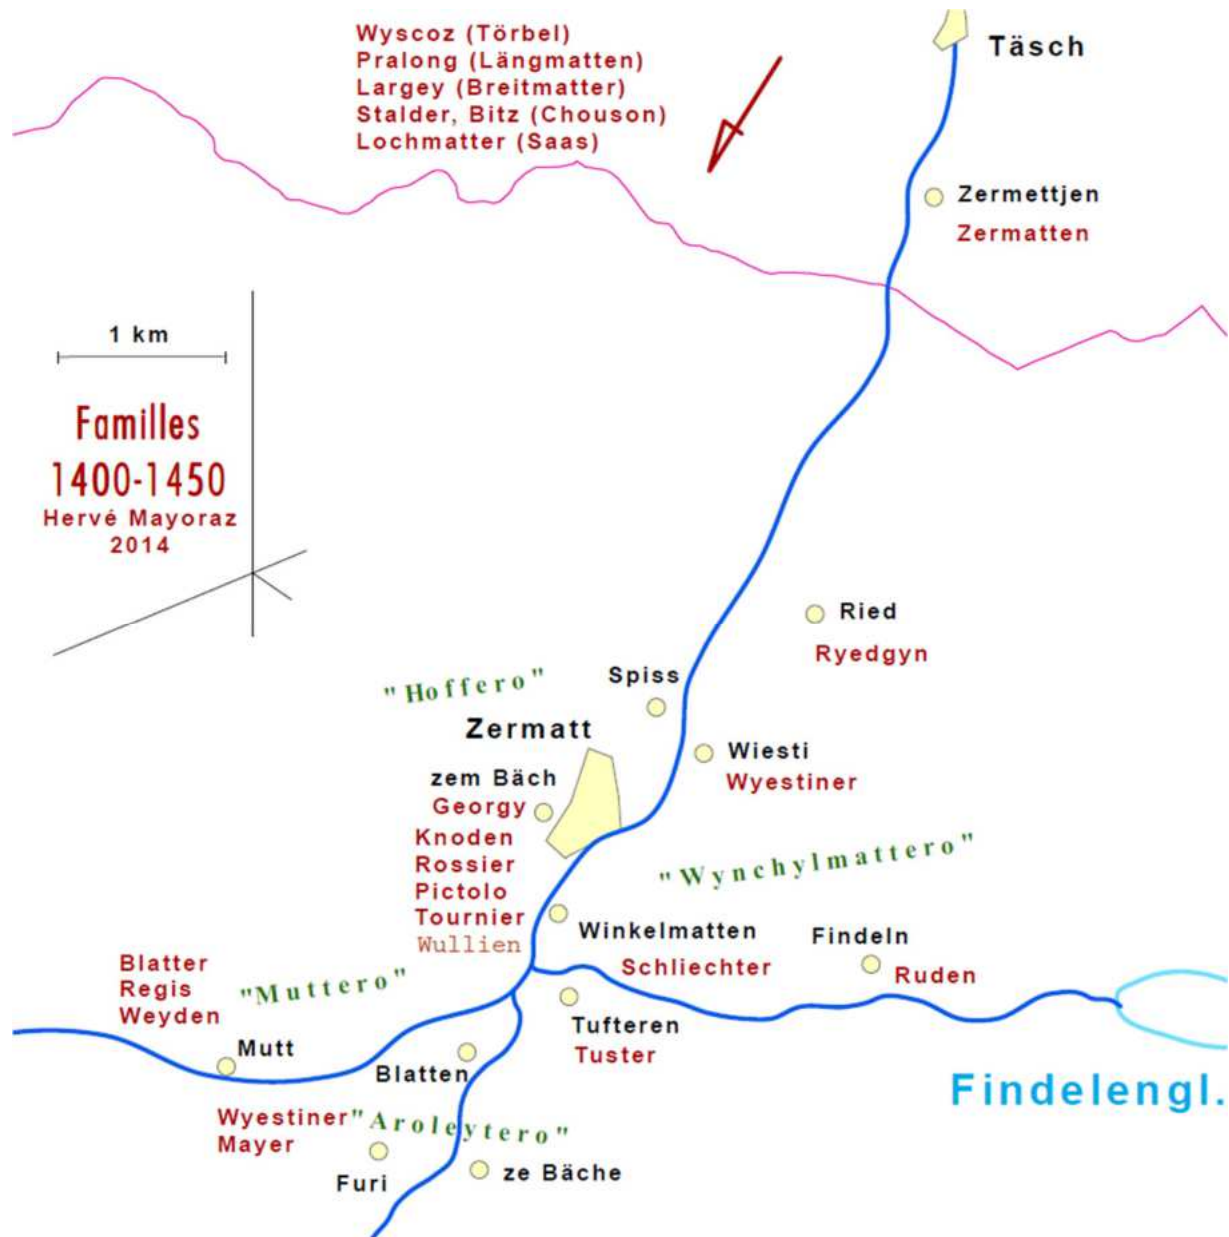 Wyscoz (Törbel)
Pralong (Längmatten)
Largey (Breitmatter)
Stalder, Bitz (Chouson)
Lochmatter (Saas)
Täsch
Zermettjen
Zermatten
1 km
Familles
1400-1450
Hervé Mayoraz
2014
Ried
Ryedgyn
Spiss
"Hoffero"
Zermatt
Wiesti
Wyestiner
zem Bäch
Georgy
Knoden
Rossier
Pictolo
Tournier
Wullien
"Wynchylmattero"
Winkelmatten
Schliechter
Findeln
Ruden
Blatter
Regis
Weyden
"Muttero"
Mutt
Tufteren
Tuster
Blatten
Findelengl.
Wyestiner
Mayer
"Aroleytero"
Furi
ze Bäche